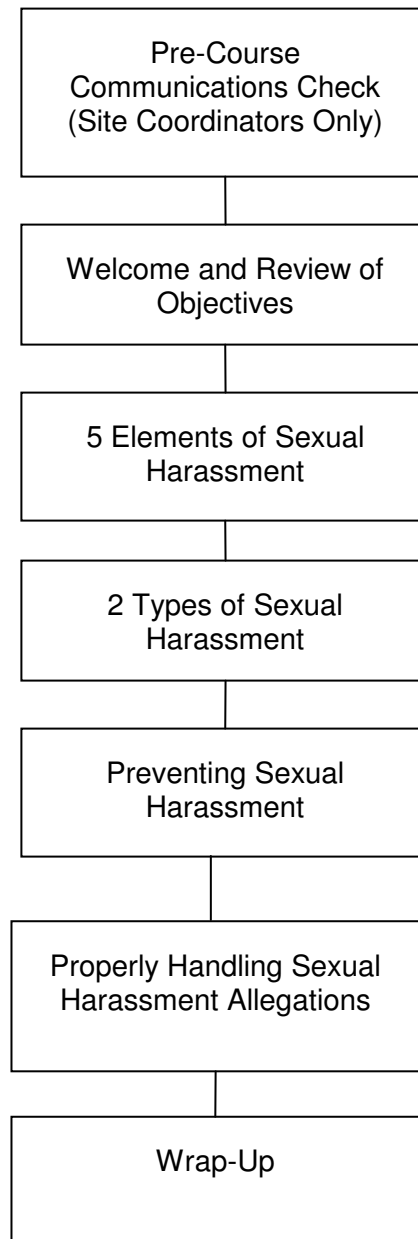 Pre-Course
Communications Check
(Site Coordinators Only)
Welcome and Review of
Objectives
5 Elements of Sexual
Harassment
2 Types of Sexual
Harassment
Preventing Sexual
Harassment
Properly Handling Sexual
Harassment Allegations
Wrap-Up